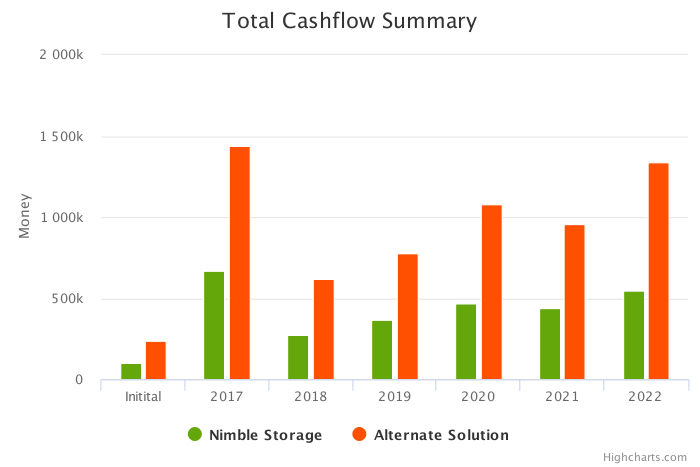 Total Cashflow Summary
2 000k
1 500k
1 000k
500k
0
Money
Initital
2017
2018
2019
2020
2021
2022
Nimble Storage
Alternate Solution
Highcharts.com